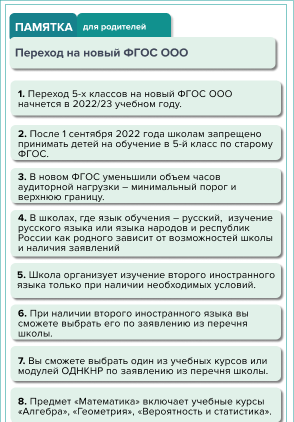 ПАМЯТКА для родителей
Переход на новый ФГОС ООО
1. Переход 5-х классов на новый ФГОС ООО
начнется в 2022/23 учебном году.
2. После 1 сентября 2022 года школам запрещено
принимать детей на обучение в 5-й класс по старому
ФГОС.
3. В новом ФГОС уменьшили объем часов
аудиторной нагрузки – минимальный порог и
верхнюю границу.
4. В школах, где язык обучения – русский, изучение
русского языка или языка народов и республик
России как родного зависит от возможностей школы
и наличия заявлений
5. Школа организует изучение второго иностранного
языка только при наличии необходимых условий.
6. При наличии второго иностранного языка вы
сможете выбрать его по заявлению из перечня
школы.
7. Вы сможете выбрать один из учебных курсов или
модулей ОДНКНР по заявлению из перечня школы.
8. Предмет «Математика» включает учебные курсы
«Алгебра», «Геометрия», «Вероятность и статистика».